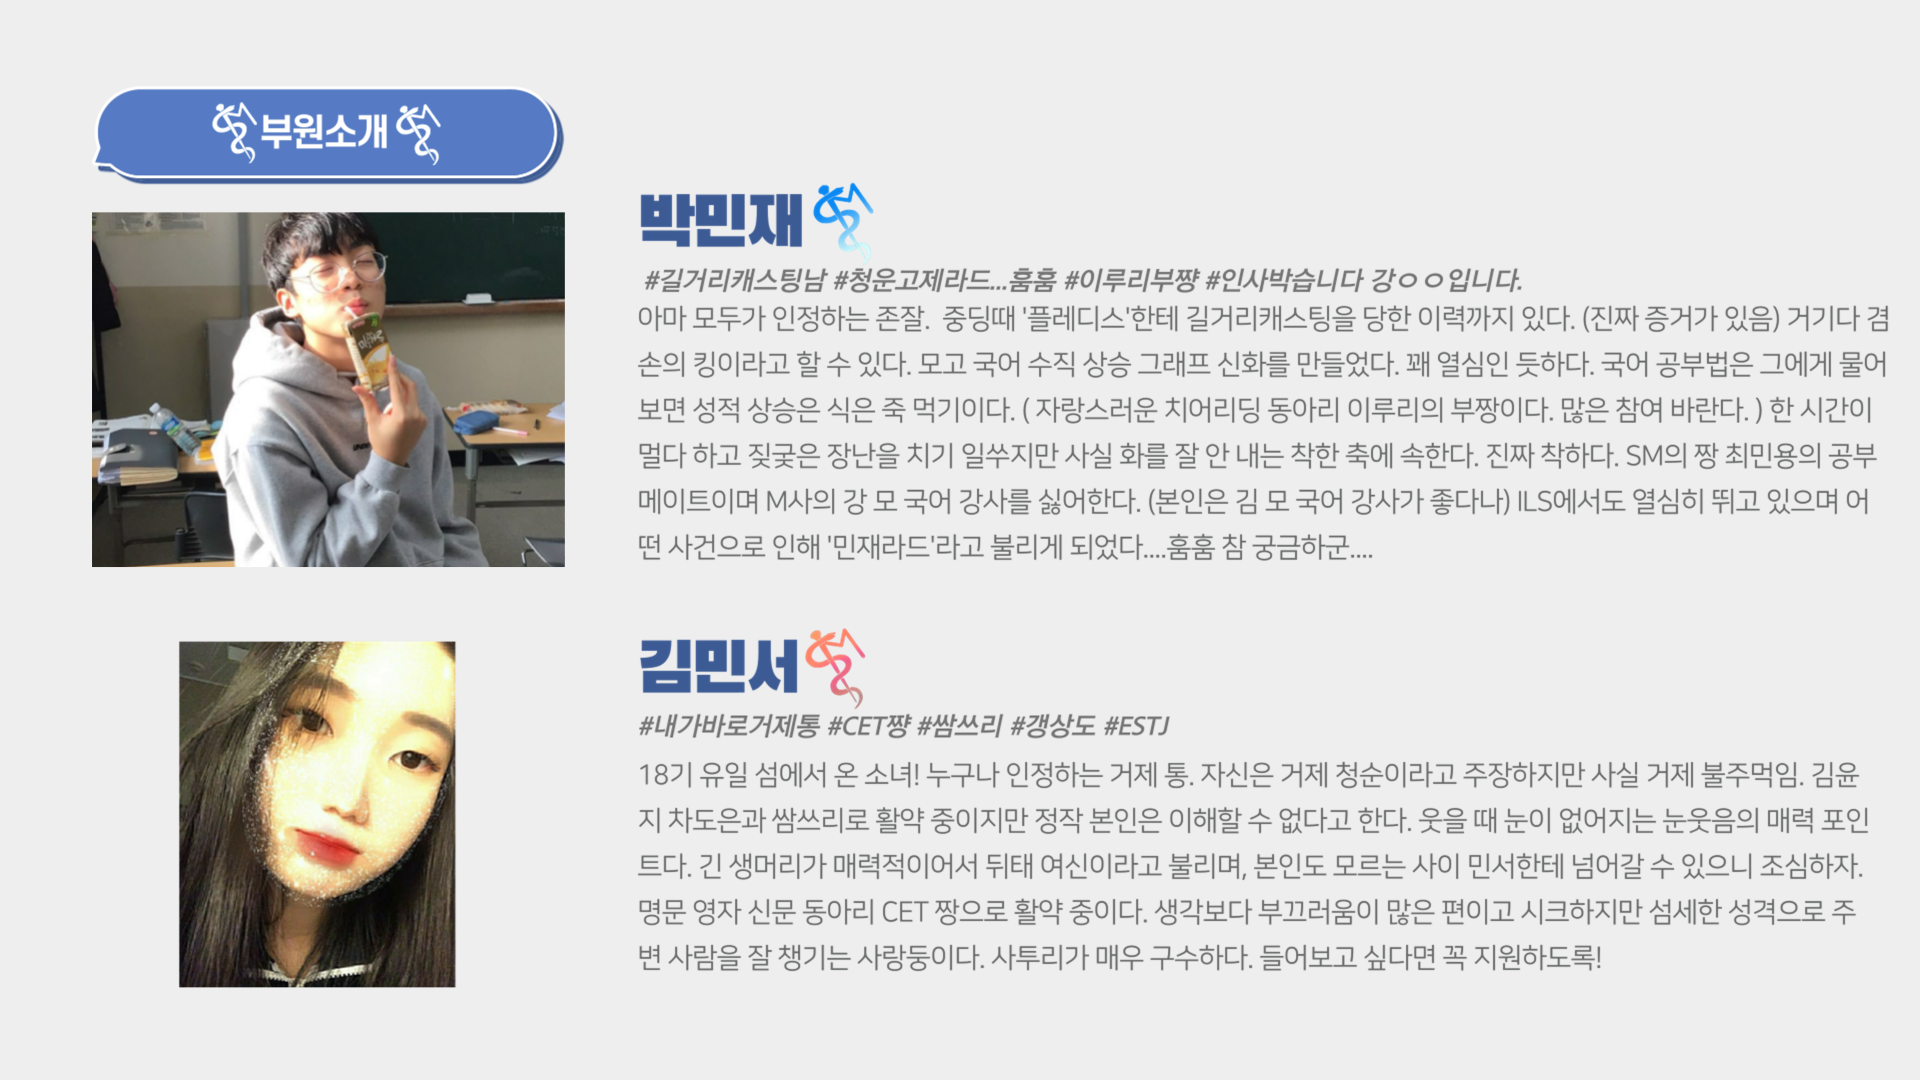 부원소개
박민재
#길거리캐스팅남 #청운고제라드...훔훔 #이루리부쨩 #인사박습니다 강ㅇㅇ입니다.
아마 모두가 인정하는 존잘.  중딩때 '플레디스'한테 길거리캐스팅을 당한 이력까지 있다. (진짜 증거가 있음) 거기다 겸
손의 킹이라고 할 수 있다. 모고 국어 수직 상승 그래프 신화를 만들었다. 꽤 열심인 듯하다. 국어 공부법은 그에게 물어
보면 성적 상승은 식은 죽 먹기이다. ( 자랑스러운 치어리딩 동아리 이루리의 부짱이다. 많은 참여 바란다. ) 한 시간이
멀다 하고 짖궂은 장난을 치기 일쑤지만 사실 화를 잘 안 내는 착한 축에 속한다. 진짜 착하다. SM의 짱 최민용의 공부
메이트이며 M사의 강 모 국어 강사를 싫어한다. (본인은 김 모 국어 강사가 좋다나) ILS에서도 열심히 뛰고 있으며 어
떤 사건으로 인해 '민재라드'라고 불리게 되었다....훔훔 참 궁금하군....
김민서
#내가바로거제통 #CET쨩 #쌈쓰리 #갱상도 #ESTJ
18기 유일 섬에서 온 소녀! 누구나 인정하는 거제 통. 자신은 거제 청순이라고 주장하지만 사실 거제 불주먹임. 김윤
지 차도은과 쌈쓰리로 활약 중이지만 정작 본인은 이해할 수 없다고 한다. 웃을 때 눈이 없어지는 눈웃음의 매력 포인
트다. 긴 생머리가 매력적이어서 뒤태 여신이라고 불리며, 본인도 모르는 사이 민서한테 넘어갈 수 있으니 조심하자.
명문 영자 신문 동아리 CET 짱으로 활약 중이다. 생각보다 부끄러움이 많은 편이고 시크하지만 섬세한 성격으로 주
변 사람을 잘 챙기는 사랑둥이다. 사투리가 매우 구수하다. 들어보고 싶다면 꼭 지원하도록!